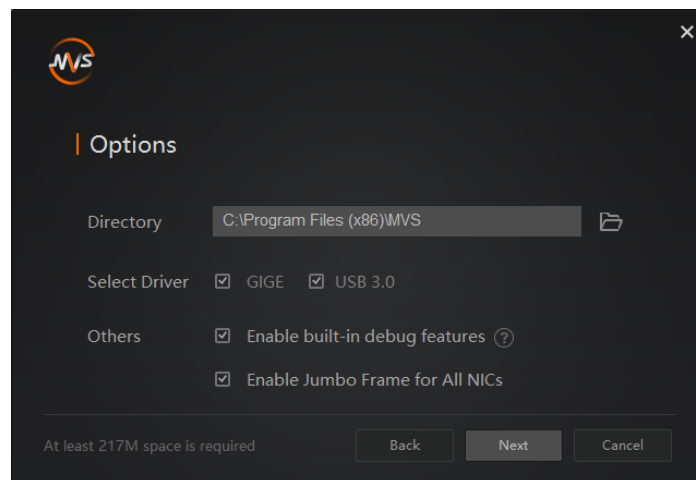 MVS
Options
Directory C:\Program Files (x86)\MVS
Select Driver GIGE USB 3.0
Others Enable built-in debug features ?
Enable Jumbo Frame for All NICs
At least 217M space is required Back Next Cancel